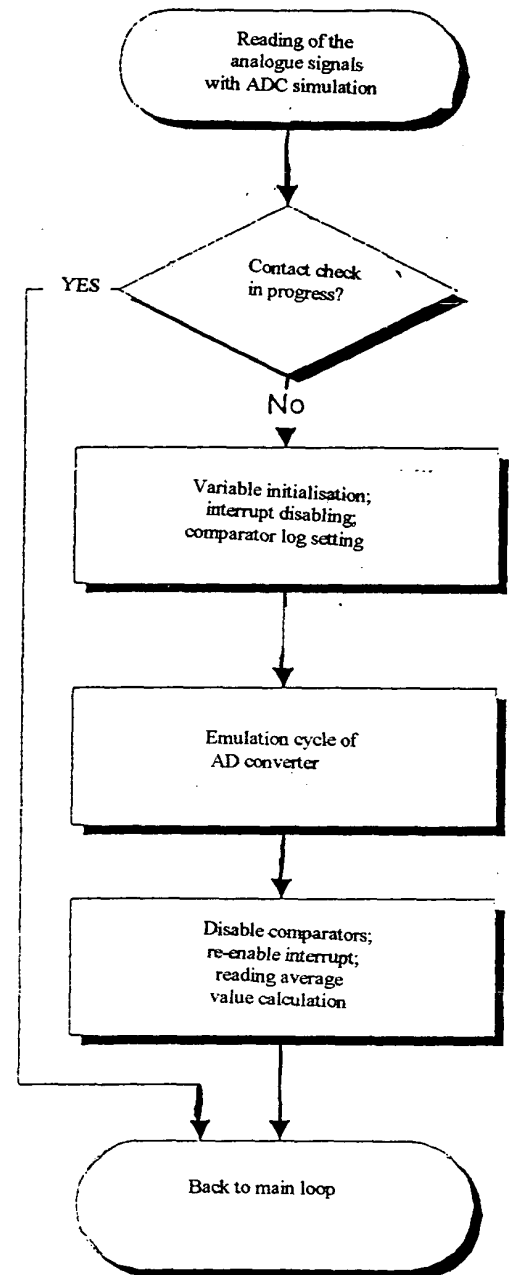 Reading of the
analogue signals
with ADC simulation
Contact check
in progress?
YES
No
Variable initialisation;
interrupt disabling;
comparator log setting
Emulation cycle of
AD converter
Disable comparators;
re-enable interrupt;
reading average
value calculation
Back to main loop